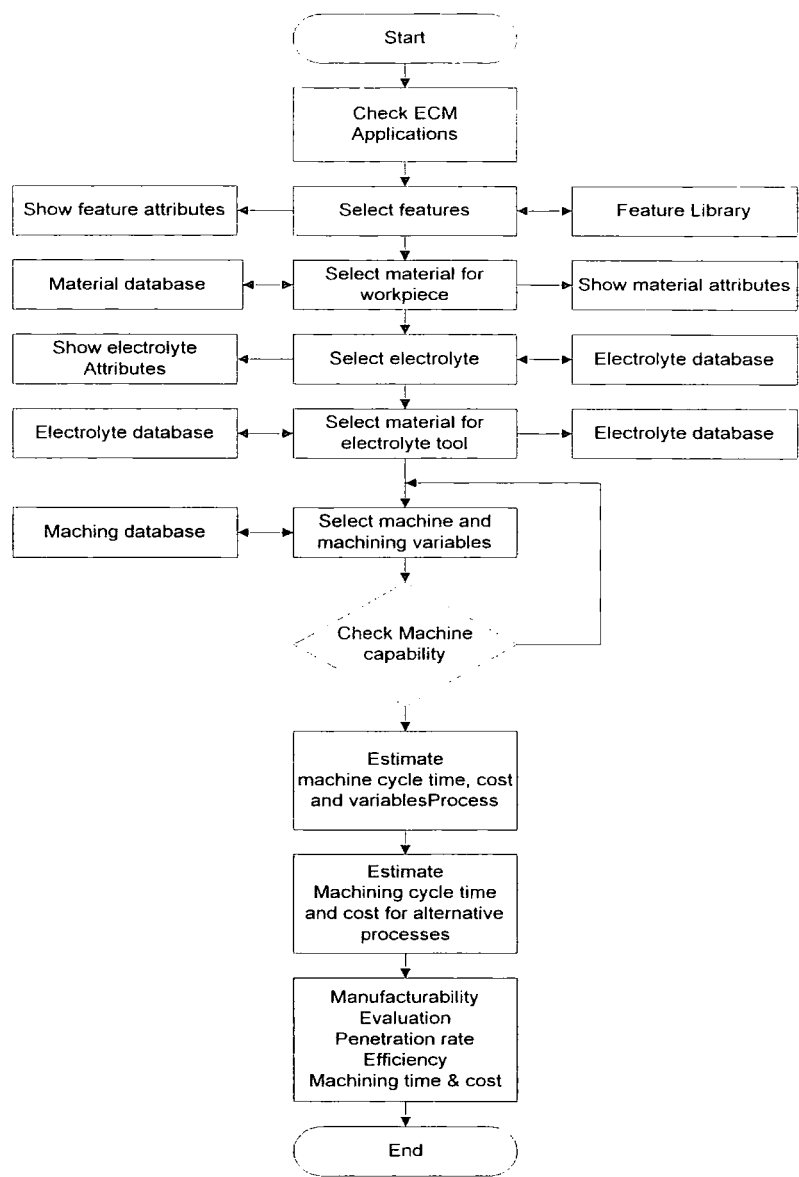 Start
Check ECM
Applications
Show feature attributes
Select features
Feature Library
Material database
Select material for
workpiece
Show material attributes
Show electrolyte
Attributes
Select electrolyte
Electrolyte database
Electrolyte database
Select material for
electrolyte tool
Electrolyte database
Maching database
Select machine and
machining variables
Check Machine
capability
Estimate
machine cycle time, cost
and variablesProcess
Estimate
Machining cycle time
and cost for alternative
processes
Manufacturability
Evaluation
Penetration rate
Efficiency
Machining time & cost
End